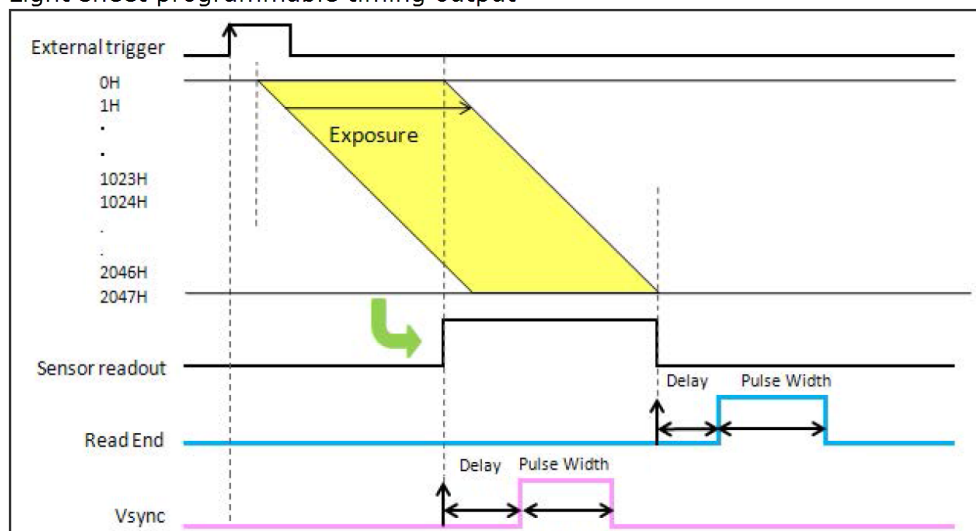 Light sheet programmable timing output
External trigger
0H
1H
.
.
1023H
1024H
.
.
2046H
2047H
Exposure
Sensor readout
Delay Pulse Width
Read End
Delay Pulse Width
Vsync